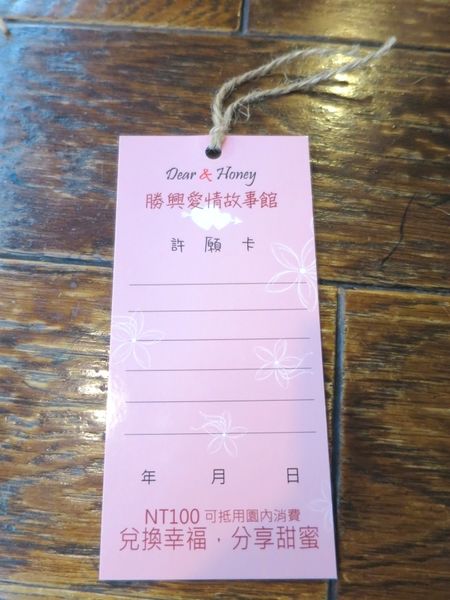 Dear & Honey
勝興愛情故事館
許願卡
年 月 日
NT100 可抵用園內消費
兌換幸福，分享甜蜜